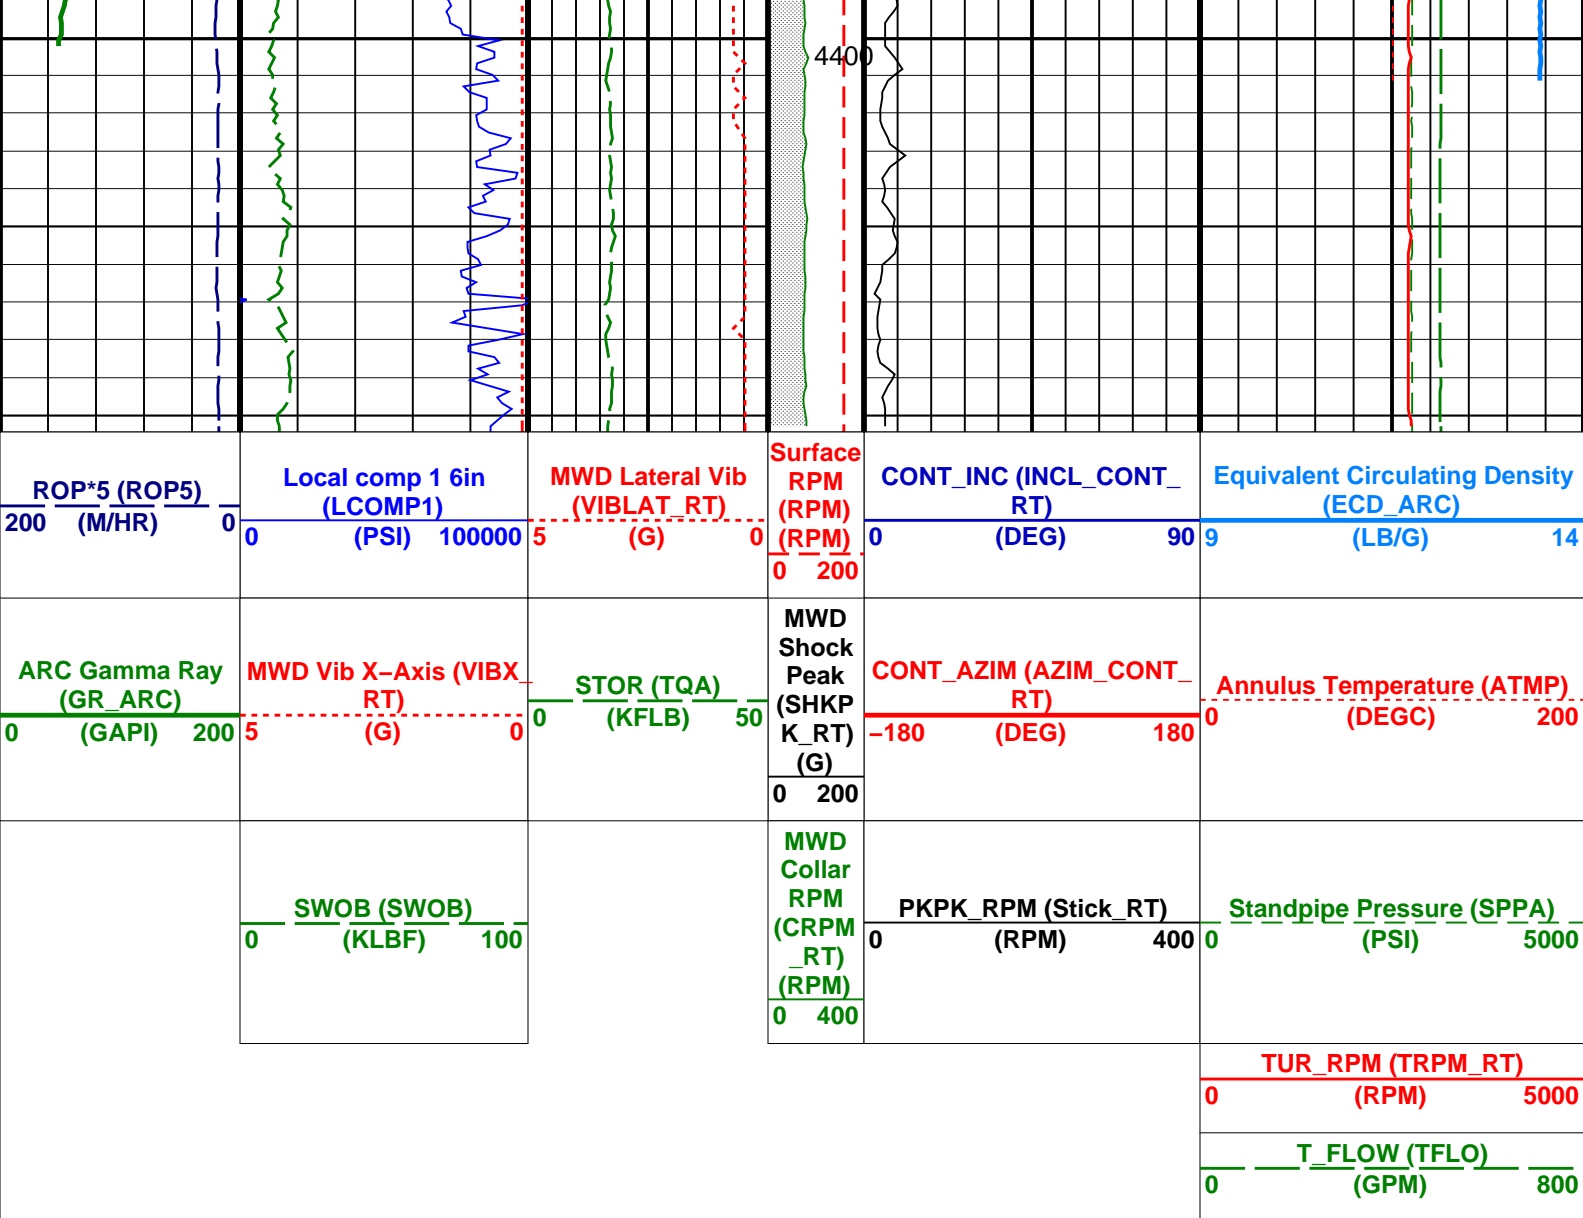 4400
ROP*5 (ROP5)
200 (M/HR) 0
Local comp 1 6in
(LCOMP1)
0 (PSI) 100000
MWD Lateral Vib
(VIBLAT_RT)
5 (G) 0
Surface
RPM
(RPM)
(RPM)
0 200
CONT_INC (INCL_CONT_
RT)
0 (DEG) 90
Equivalent Circulating Density
(ECD_ARC)
9 (LB/G) 14
ARC Gamma Ray
(GR_ARC)
0 (GAPI) 200
MWD Vib X−Axis (VIBX_
RT)
5 (G) 0
STOR (TQA)
0 (KFLB) 50
MWD
Shock
Peak
(SHKP
K_RT)
(G)
0 200
CONT_AZIM (AZIM_CONT_
RT)
−180 (DEG) 180
Annulus Temperature (ATMP)
0 (DEGC) 200
SWOB (SWOB)
0 (KLBF) 100
MWD
Collar
RPM
(CRPM
_RT)
(RPM)
0 400
PKPK_RPM (Stick_RT)
0 (RPM) 400
Standpipe Pressure (SPPA)
0 (PSI) 5000
TUR_RPM (TRPM_RT)
0 (RPM) 5000
T_FLOW (TFLO)
0 (GPM) 800